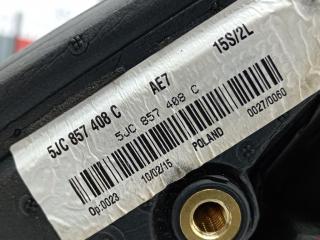 5JC 857 408 C AE7 15S/2L
5JC 857 408 C
Op:0023 10/02/15 POLAND 0027/0060